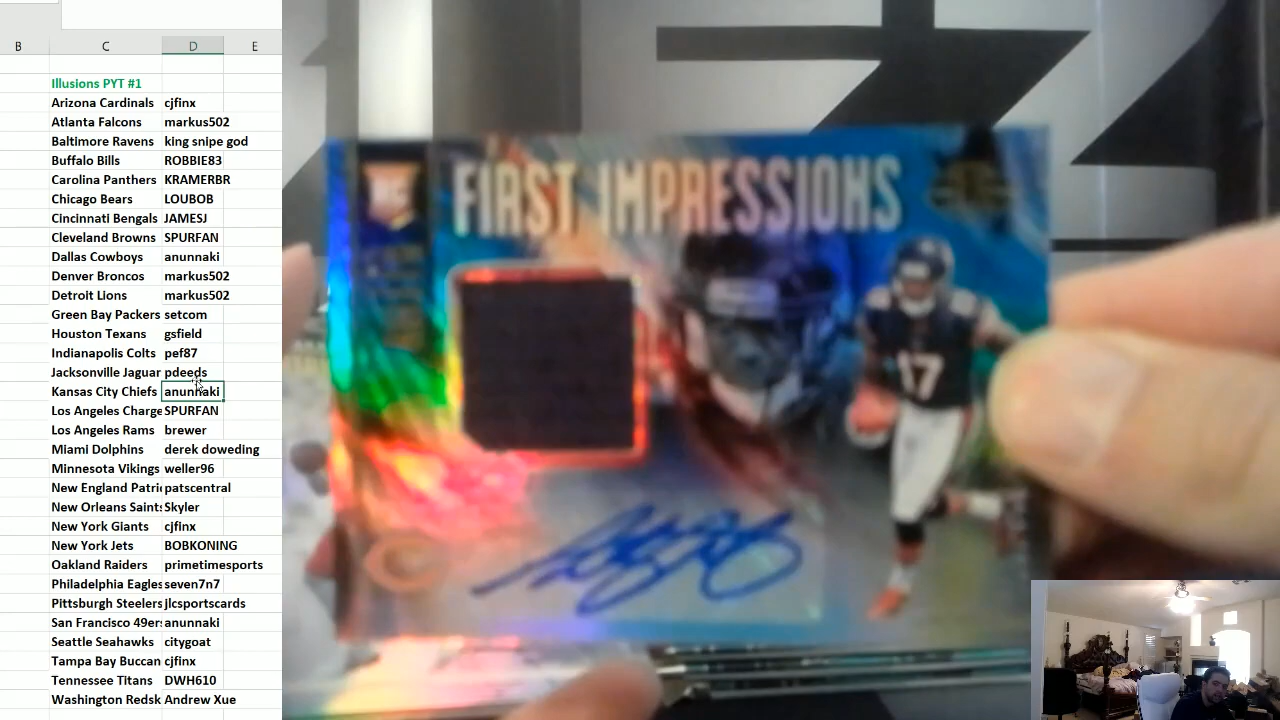 B C D E
Illusions PYT #1
Arizona Cardinals cjfinx
Atlanta Falcons markus502
Baltimore Ravens king snipe god
Buffalo Bills ROBBIE83
Carolina Panthers KRAMERBR
Chicago Bears LOUBOB
Cincinnati Bengals JAMESJ
Cleveland Browns SPURFAN
Dallas Cowboys anunnaki
Denver Broncos markus502
Detroit Lions markus502
Green Bay Packers setcom
Houston Texans gsfield
Indianapolis Colts pef87
Jacksonville Jaguar pdeeds
Kansas City Chiefs anunnaki
Los Angeles Charge SPURFAN
Los Angeles Rams brewer
Miami Dolphins derek doweding
Minnesota Vikings weller96
New England Patri patscentral
New Orleans Saints Skyler
New York Giants cjfinx
New York Jets BOBKONING
Oakland Raiders primetimesports
Philadelphia Eagles seven7n7
Pittsburgh Steelers jlcsportscards
San Francisco 49er anunnaki
Seattle Seahawks citygoat
Tampa Bay Buccan cjfinx
Tennessee Titans DWH610
Washington Redsk Andrew Xue
FIRST IMPRESSIONS
17